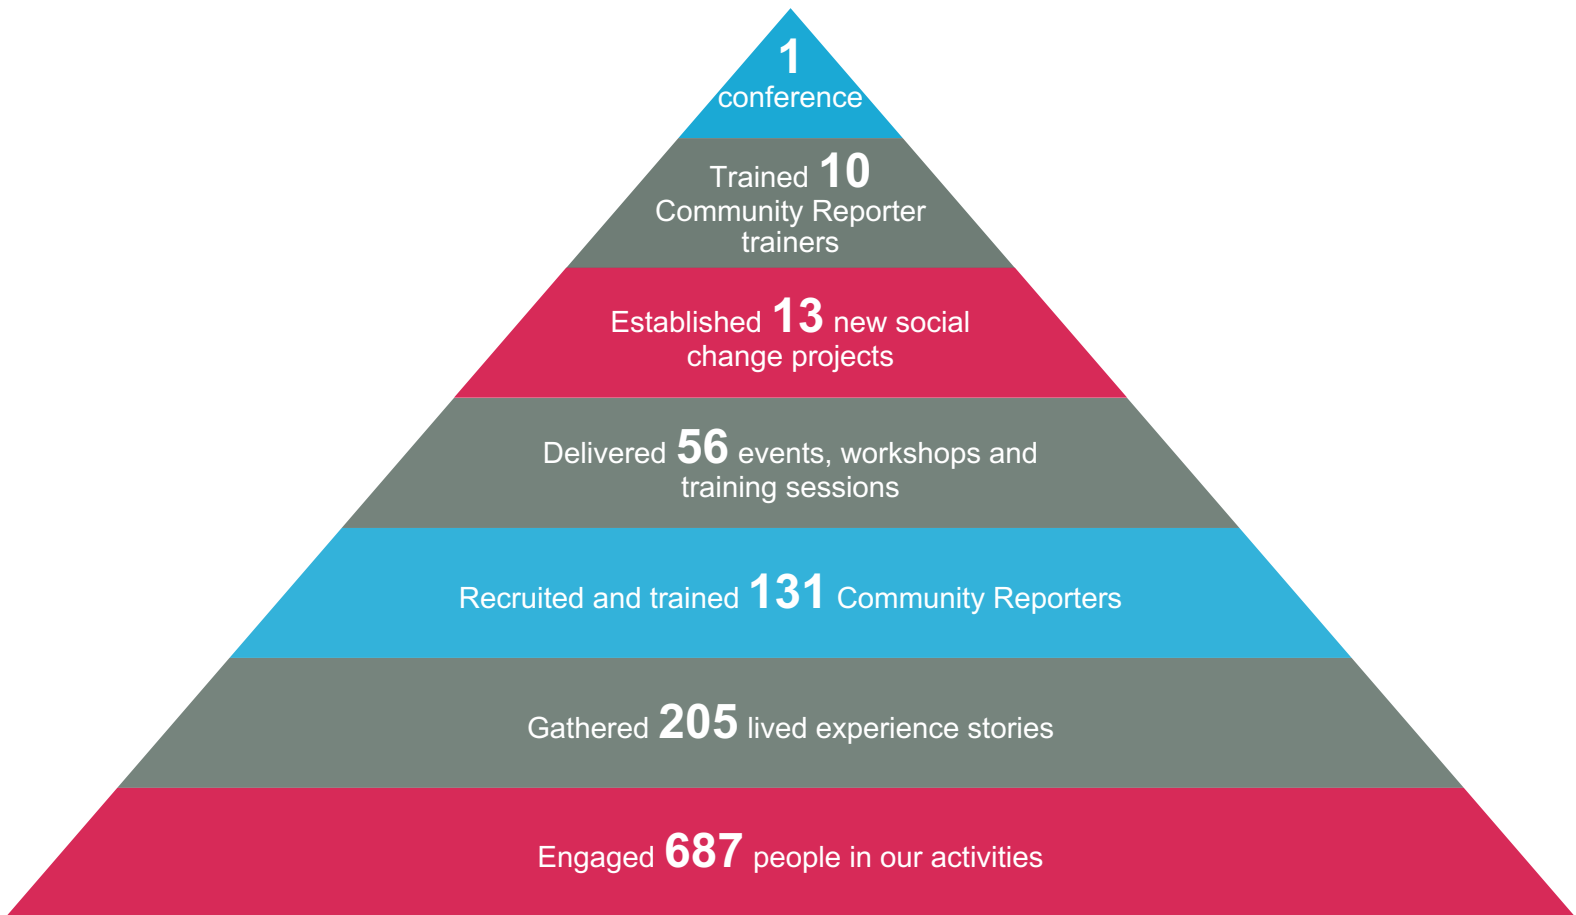 1
conference
Trained 10
Community Reporter
trainers
Established 13 new social
change projects
Delivered 56 events, workshops and
training sessions
Recruited and trained 131 Community Reporters
Gathered 205 lived experience stories
Engaged 687 people in our activities